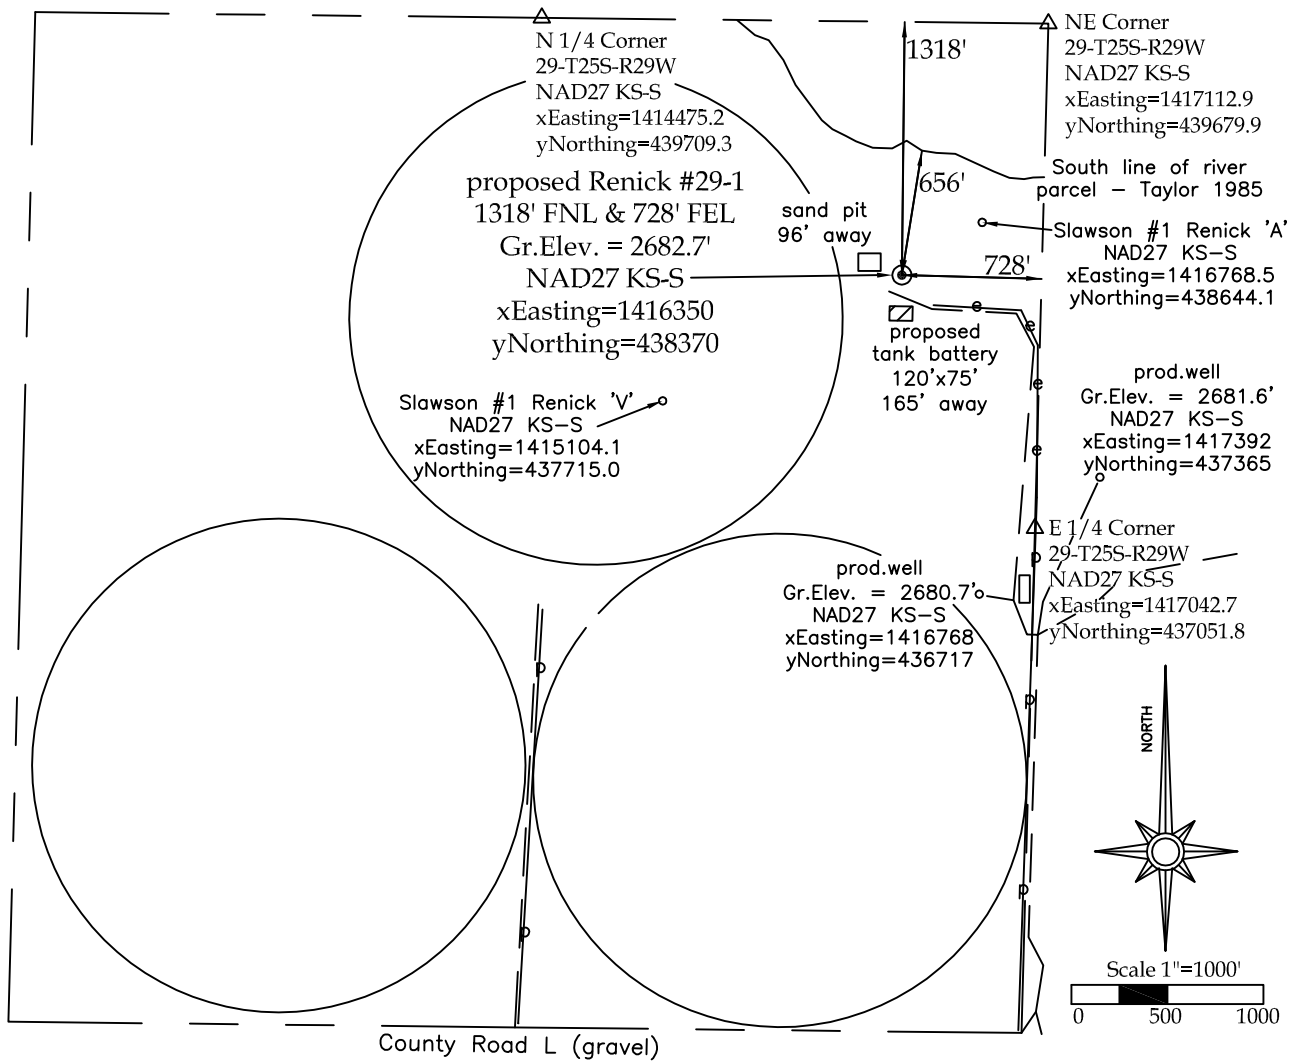 N 1/4 Corner
29-T25S-R29W
NAD27 KS-S
xEasting=1414475.2
yNorthing=439709.3
1318'
NE Corner
29-T25S-R29W
NAD27 KS-S
xEasting=1417112.9
yNorthing=439679.9
proposed Renick #29-1
1318' FNL & 728' FEL
Gr.Elev. = 2682.7'
NAD27 KS-S
xEasting=1416350
yNorthing=438370
sand pit
96' away
656'
728'
South line of river
parcel – Taylor 1985
Slawson #1 Renick 'A'
NAD27 KS-S
xEasting=1416768.5
yNorthing=438644.1
e
e
e
e
proposed
tank battery
120'x75'
165' away
Slawson #1 Renick 'V'
NAD27 KS-S
xEasting=1415104.1
yNorthing=437715.0
prod.well
Gr.Elev. = 2681.6'
NAD27 KS-S
xEasting=1417392
yNorthing=437365
E 1/4 Corner
29-T25S-R29W
NAD27 KS-S
xEasting=1417042.7
yNorthing=437051.8
prod.well
Gr.Elev. = 2680.7'
NAD27 KS-S
xEasting=1416768
yNorthing=436717
p
p
p
p
p
NORTH
Scale 1"=1000'
0 500 1000
County Road L (gravel)